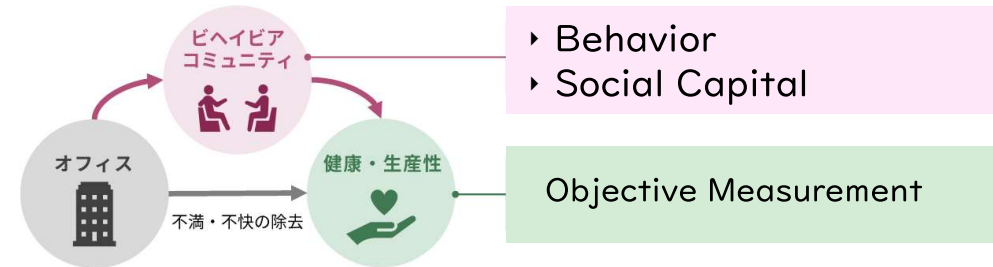 ビヘイビア
コミュニティ
オフィス
不満・不快の除去
健康・生産性
‣ Behavior
‣ Social Capital
Objective Measurement